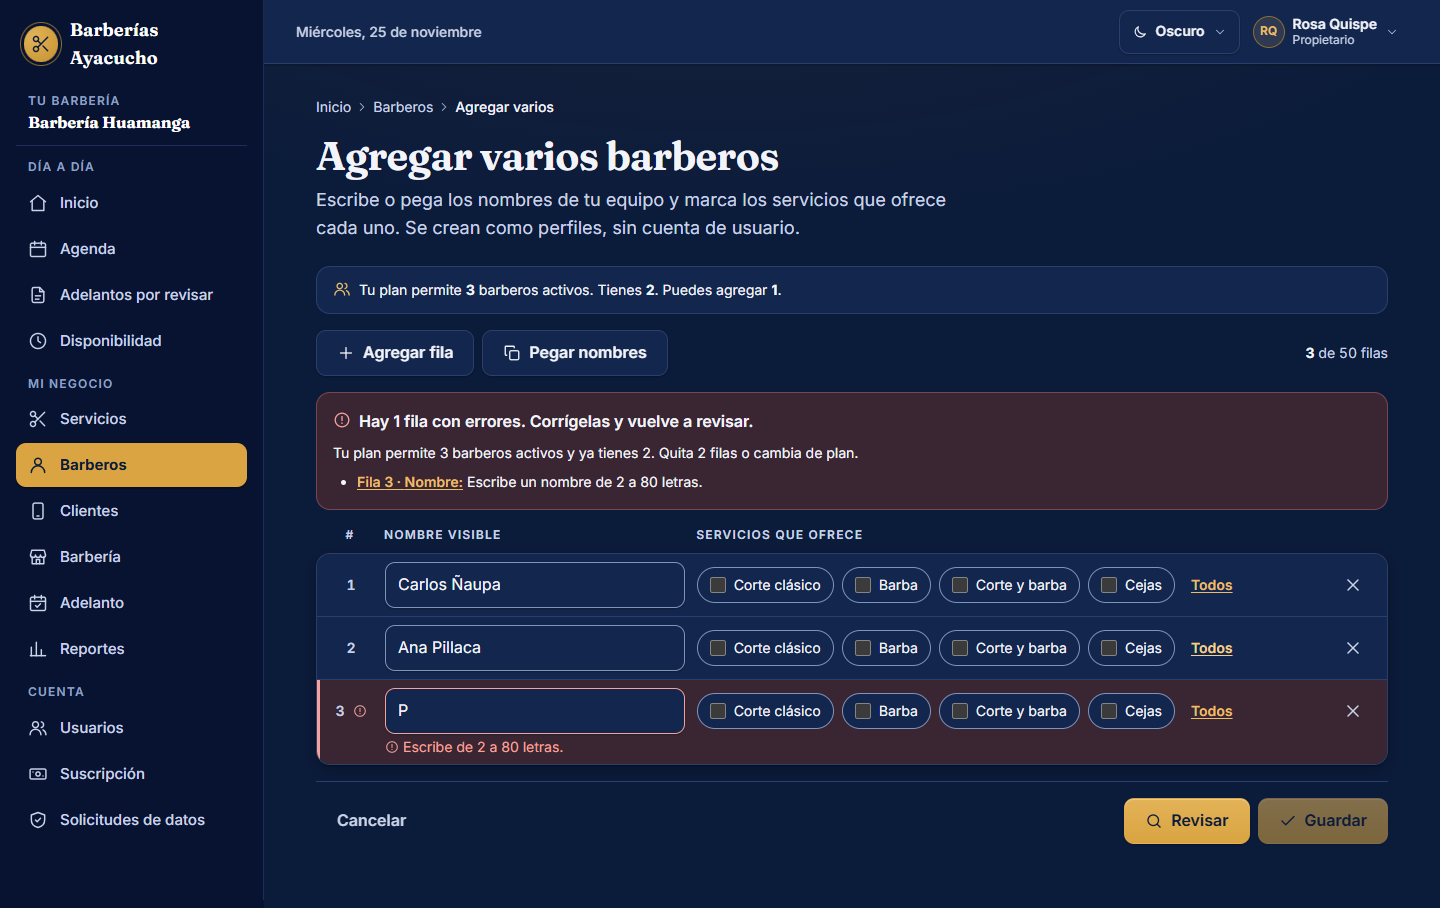 Barberías
Ayacucho
TU BARBERÍA
Barbería Huamanga
DÍA A DÍA
Inicio
Agenda
Adelantos por revisar
Disponibilidad
MI NEGOCIO
Servicios
Barberos
Clientes
Barbería
Adelanto
Reportes
CUENTA
Usuarios
Suscripción
Solicitudes de datos
Miércoles, 25 de noviembre
Oscuro
RQ
Rosa Quispe
Propietario
Inicio > Barberos > Agregar varios
Agregar varios barberos
Escribe o pega los nombres de tu equipo y marca los servicios que ofrece
cada uno. Se crean como perfiles, sin cuenta de usuario.
Tu plan permite 3 barberos activos. Tienes 2. Puedes agregar 1.
Agregar fila
Pegar nombres
3 de 50 filas
Hay 1 fila con errores. Corrígelas y vuelve a revisar.
Tu plan permite 3 barberos activos y ya tienes 2. Quita 2 filas o cambia de plan.
• Fila 3 · Nombre: Escribe un nombre de 2 a 80 letras.
# NOMBRE VISIBLE SERVICIOS QUE OFRECE
1 Carlos Ñaupa Corte clásico Barba Corte y barba Cejas Todos
2 Ana Pillaca Corte clásico Barba Corte y barba Cejas Todos
3 P Corte clásico Barba Corte y barba Cejas Todos
Escribe de 2 a 80 letras.
Cancelar
Revisar
Guardar